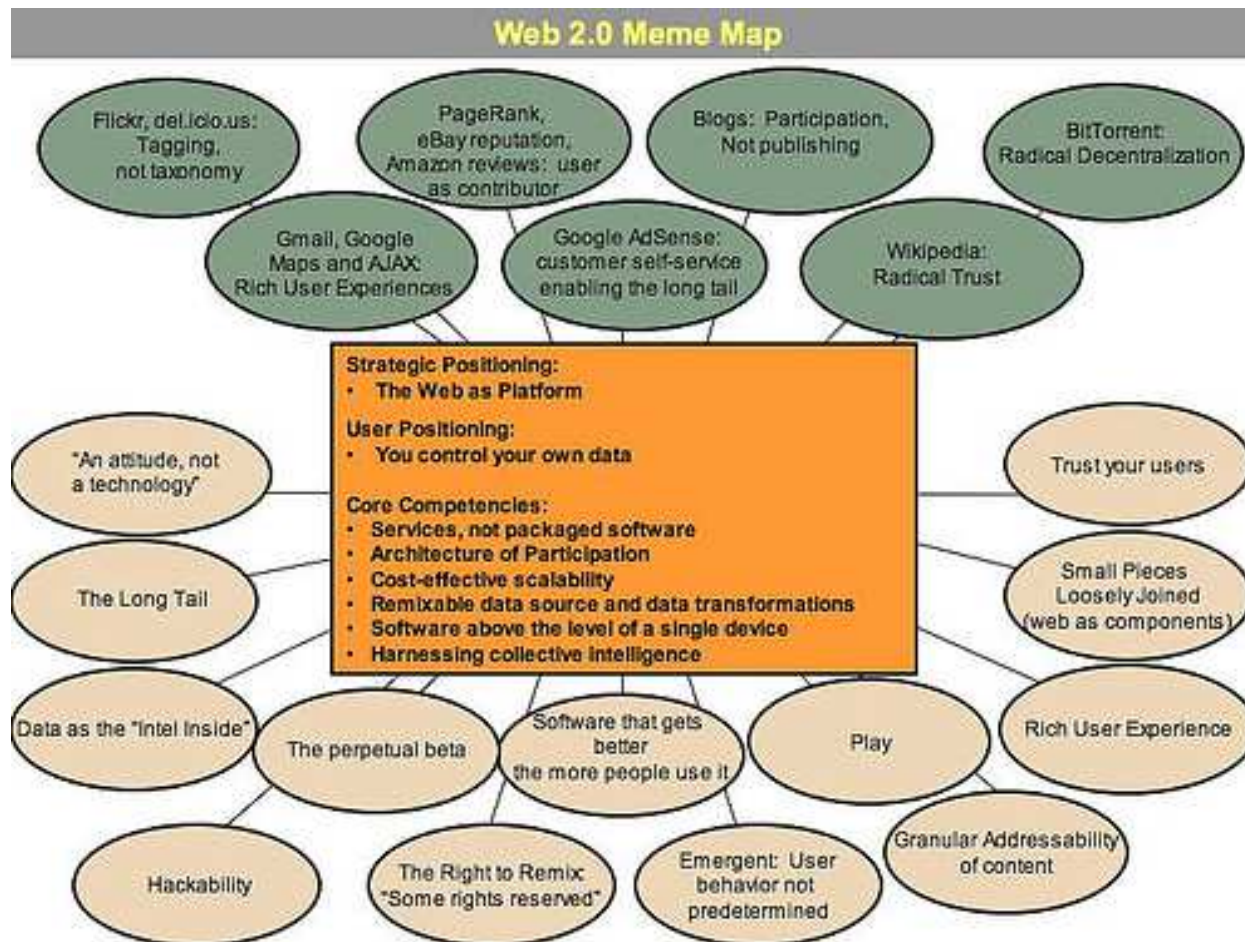 Web 2.0 Meme Map
Flickr, del.icio.us:
Tagging,
not taxonomy
PageRank,
eBay reputation,
Amazon reviews: user
as contributor
Blogs: Participation,
Not publishing
BitTorrent:
Radical Decentralization
Gmail, Google
Maps and AJAX:
Rich User Experiences
Google AdSense:
customer self-service
enabling the long tail
Wikipedia:
Radical Trust
Strategic Positioning:
• The Web as Platform
User Positioning:
• You control your own data
Core Competencies:
• Services, not packaged software
• Architecture of Participation
• Cost-effective scalability
• Remixable data source and data transformations
• Software above the level of a single device
• Harnessing collective intelligence
"An attitude, not
a technology"
Trust your users
The Long Tail
Small Pieces
Loosely Joined
(web as components)
Data as the "Intel Inside"
The perpetual beta
Software that gets
better
the more people use it
Play
Rich User Experience
Hackability
The Right to Remix:
"Some rights reserved"
Emergent: User
behavior not
predetermined
Granular Addressability
of content